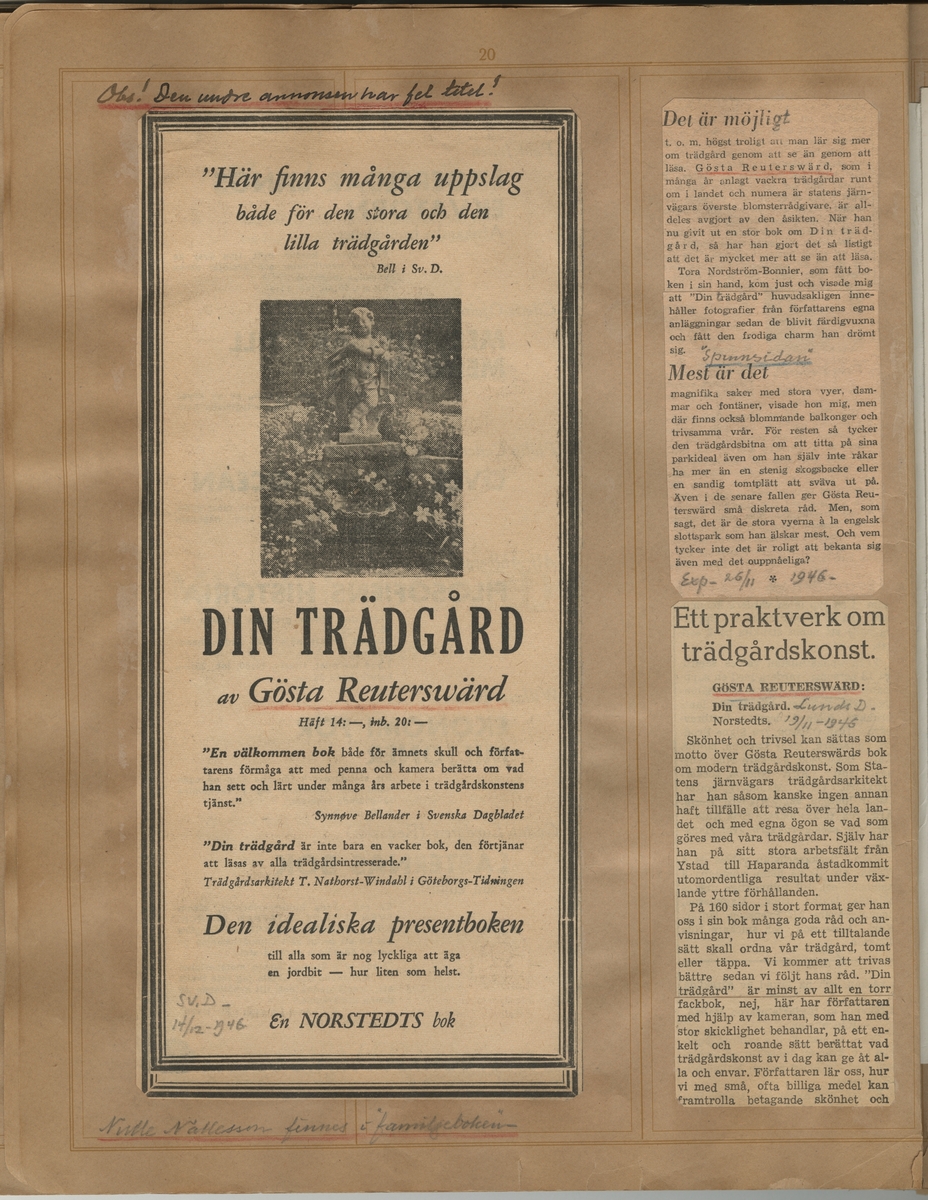 20
Obs! Den undre annonsen har fel titel!
"Här finns många uppslag
både för den stora och den
lilla trädgården"
Bell i Sv. D.
DIN TRÄDGÅRD
av Gösta Reuterswärd
Häft 14: —, inb. 20: —
"En välkommen bok både för ämnets skull och förfat-
tarens förmåga att med penna och kamera berätta om vad
han sett och lärt under många års arbete i trädgårdskonstens
tjänst."
Synnøve Bellander i Svenska Dagbladet
"Din trädgård är inte bara en vacker bok, den förtjänar
att läsas av alla trädgårdsintresserade."
Trädgårdsarkitekt T. Nathorst-Windahl i Göteborgs-Tidningen
Den idealiska presentboken
till alla som är nog lyckliga att äga
en jordbit — hur liten som helst.
Sv. D —
14/12-1946
En NORSTEDTS bok
finnes i "familjeboken"
Det är möjligt
t. o. m. högst troligt att man lär sig mer
om trädgård genom att se än genom att
läsa. Gösta Reuterswärd, som i
många år anlagt vackra trädgårdar runt
om i landet och numera är statens järn-
vägars överste blomsterrådgivare, är all-
deles avgjort av den åsikten. När han
nu givit ut en stor bok om Din träd-
gård, så har han gjort det så listigt
att det är mycket mer att se än att läsa.
Tora Nordström-Bonnier, som fått bo-
ken i sin hand, kom just och visade mig
att "Din trädgård" huvudsakligen inne-
håller fotografier från författarens egna
anläggningar sedan de blivit färdigvuxna
och fått den frodiga charm han drömt
sig.
"Spinnsidan"
Mest är det
magnifika saker med stora vyer, dam-
mar och fontäner, visade hon mig, men
där finns också blommande balkonger och
trivsamma vrår. För resten så tycker
den trädgårdsbitna om att titta på sina
parkideal även om han själv inte råkar
ha mer än en stenig skogsbacke eller
en sandig tomtplätt att sväva ut på.
Även i de senare fallen ger Gösta Reu-
terswärd små diskreta råd. Men, som
sagt, det är de stora vyerna à la engelsk
slottspark som han älskar mest. Och vem
tycker inte det är roligt att bekanta sig
även med det ouppnåeliga?
Exp- 26/11 * 1946-
Ett praktverk om
trädgårdskonst.
GÖSTA REUTERSWÄRD:
Din trädgård. Lunds D.
Norstedts. 19/11-1946
Skönhet och trivsel kan sättas som
motto över Gösta Reuterswärds bok
om modern trädgårdskonst. Som Sta-
tens järnvägars trädgårdsarkitekt
har han såsom kanske ingen annan
haft tillfälle att resa över hela lan-
det och med egna ögon se vad som
göres med våra trädgårdar. Själv har
han på sitt stora arbetsfält från
Ystad till Haparanda åstadkommit
utomordentliga resultat under väx-
lande yttre förhållanden.
På 160 sidor i stort format ger han
oss i sin bok många goda råd och an-
visningar, hur vi på ett tilltalande
sätt skall ordna vår trädgård, tomt
eller täppa. Vi kommer att trivas
bättre sedan vi följt hans råd. "Din
trädgård" är minst av allt en torr
fackbok, nej, här har författaren
med hjälp av kameran, som han med
stor skicklighet behandlar, på ett en-
kelt och roande sätt berättat vad
trädgårdskonst av i dag kan ge åt al-
la och envar. Författaren lär oss, hur
vi med små, ofta billiga medel kan
framtrolla betagande skönhet och